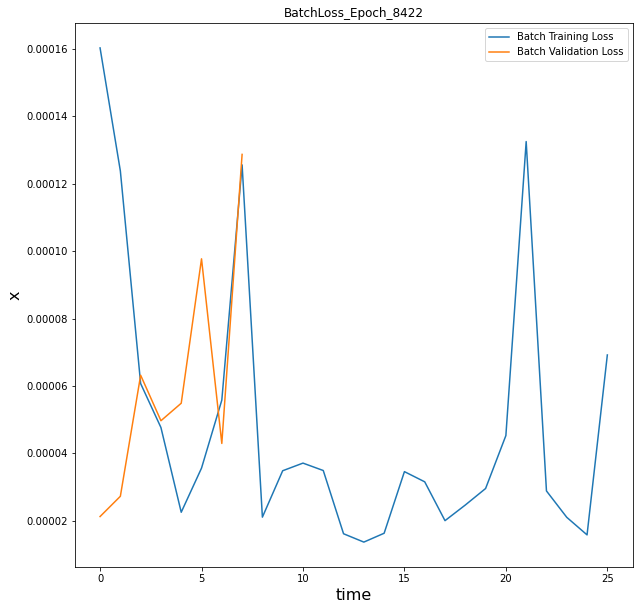 BatchLoss_Epoch_8422
Batch Training Loss
Batch Validation Loss
0.00016
0.00014
0.00012
0.00010
0.00008
0.00006
0.00004
0.00002
x
0 5 10 15 20 25
time